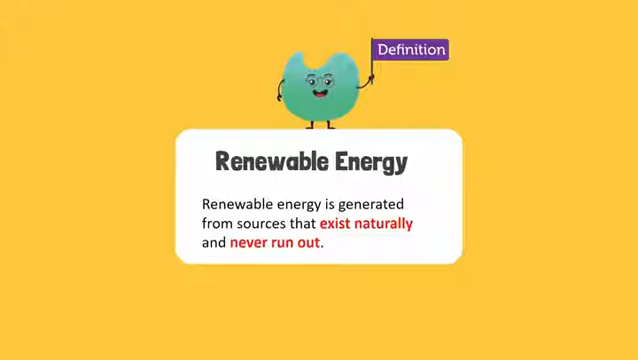 Definition
Renewable Energy
Renewable energy is generated
from sources that exist naturally
and never run out.